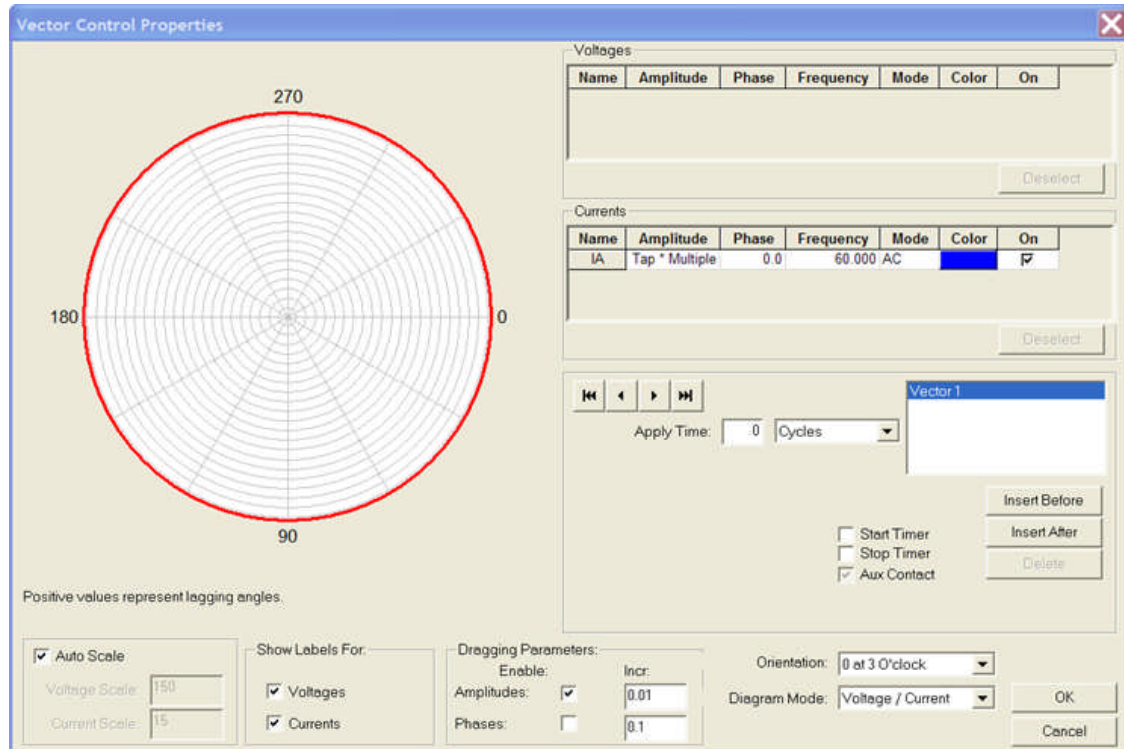 Vector Control Properties
270
180
0
90
Positive values represent lagging angles.
Voltages
Name Amplitude Phase Frequency Mode Color On
Deselect
Currents
Name Amplitude Phase Frequency Mode Color On
IA Tap * Multiple 0.0 60.000 AC
Deselect
Apply Time: 0 Cycles
Vector 1
Insert Before
Insert After
Delete
Start Timer
Stop Timer
Aux Contact
Auto Scale
Voltage Scale: 150
Current Scale: 15
Show Labels For:
Voltages
Currents
Dragging Parameters:
Enable: Incr:
Amplitudes: 0.01
Phases: 0.1
Orientation: 0 at 3 O'clock
Diagram Mode: Voltage / Current
OK
Cancel